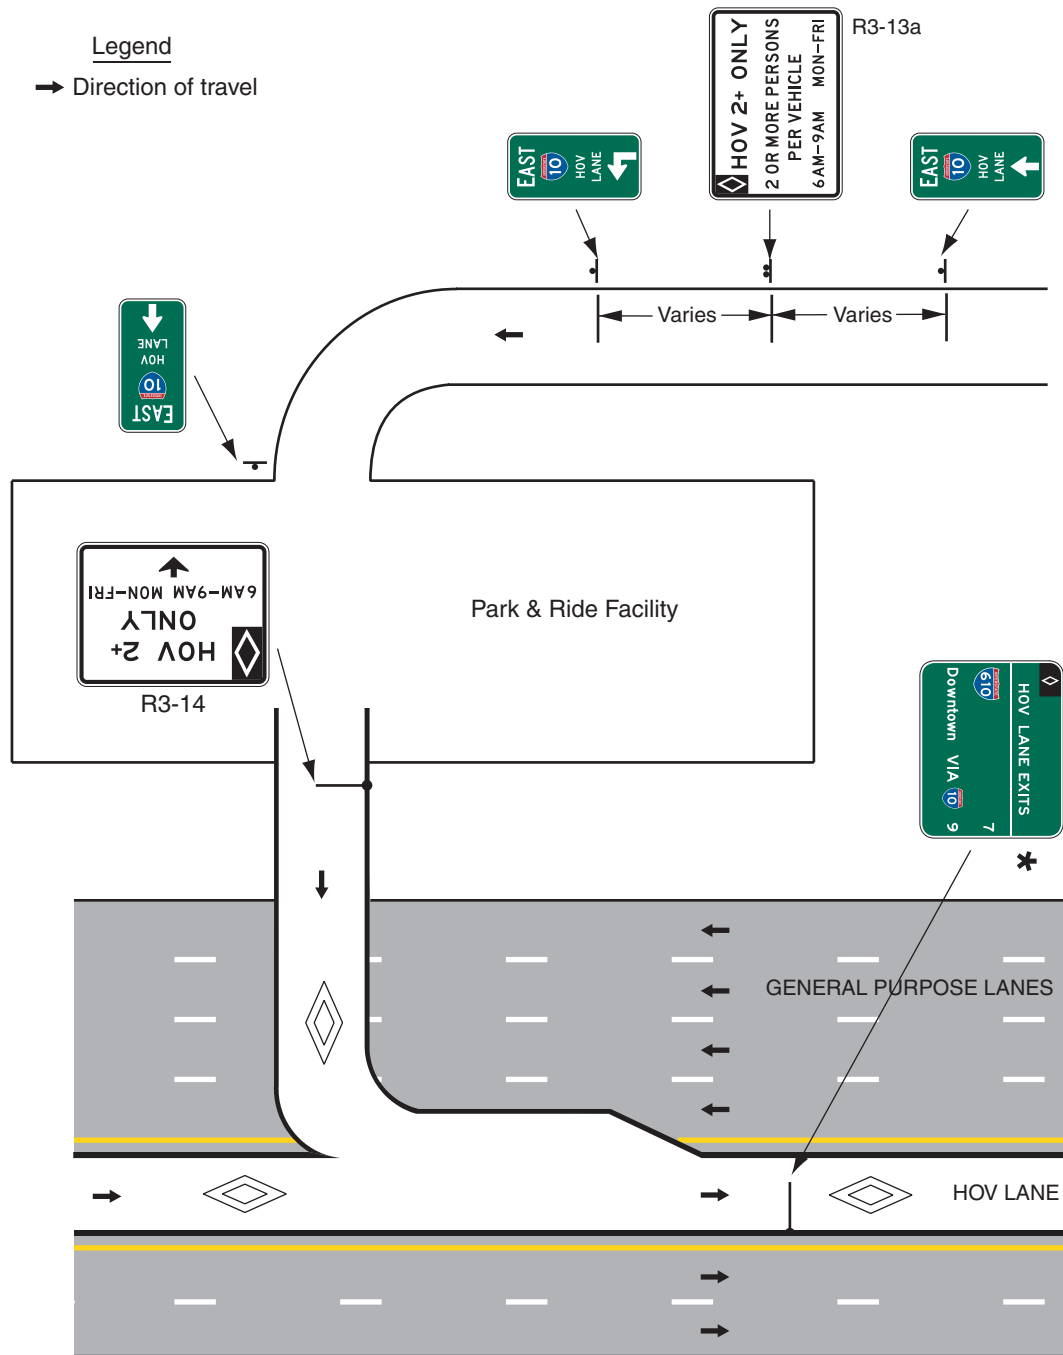 Legend
Direction of travel
R3-13a
HOV 2+ ONLY
2 OR MORE PERSONS
PER VEHICLE
6AM–9AM MON–FRI
EAST
10
HOV
LANE
EAST
10
HOV
LANE
Varies
Varies
EAST
10
HOV
LANE
HOV 2+
ONLY
6AM–9AM MON–FRI
R3-14
Park & Ride Facility
HOV LANE EXITS
610 7
Downtown VIA 10 9
*
GENERAL PURPOSE LANES
HOV LANE